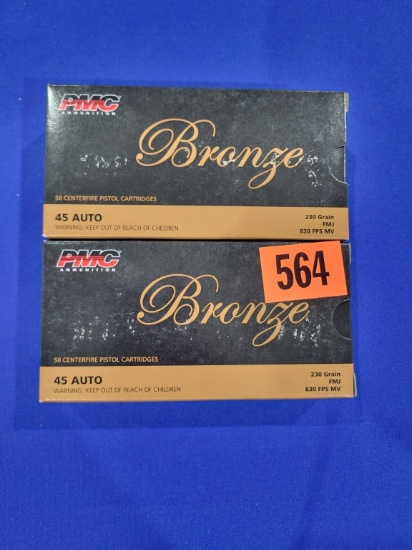 PMC
AMMUNITION
Bronze
50 CENTERFIRE PISTOL CARTRIDGES
45 AUTO
WARNING: KEEP OUT OF REACH OF CHILDREN
230 Grain
FMJ
830 FPS MV
PMC
AMMUNITION
564
Bronze
50 CENTERFIRE PISTOL CARTRIDGES
45 AUTO
WARNING: KEEP OUT OF REACH OF CHILDREN
230 Grain
FMJ
830 FPS MV